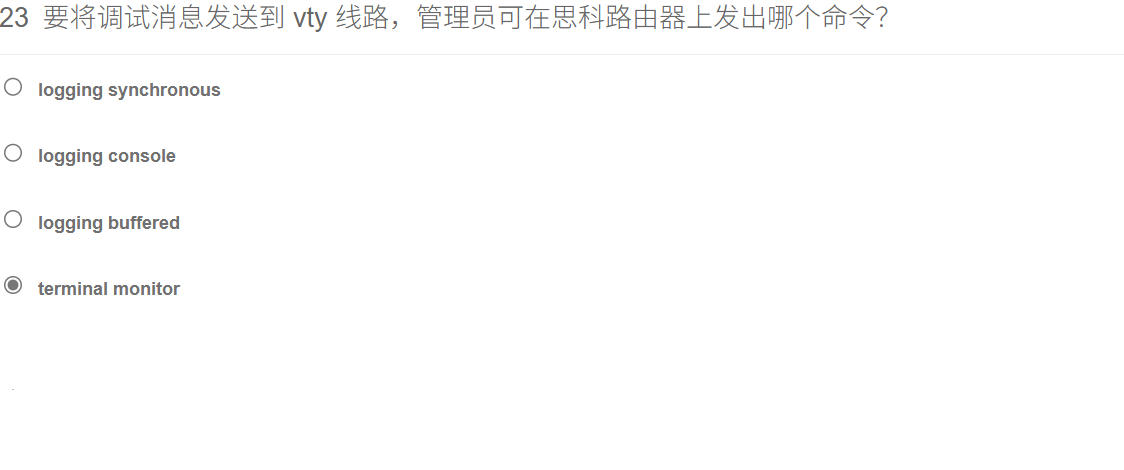 23 要将调试消息发送到 vty 线路，管理员可在思科路由器上发出哪个命令？
logging synchronous
logging console
logging buffered
terminal monitor